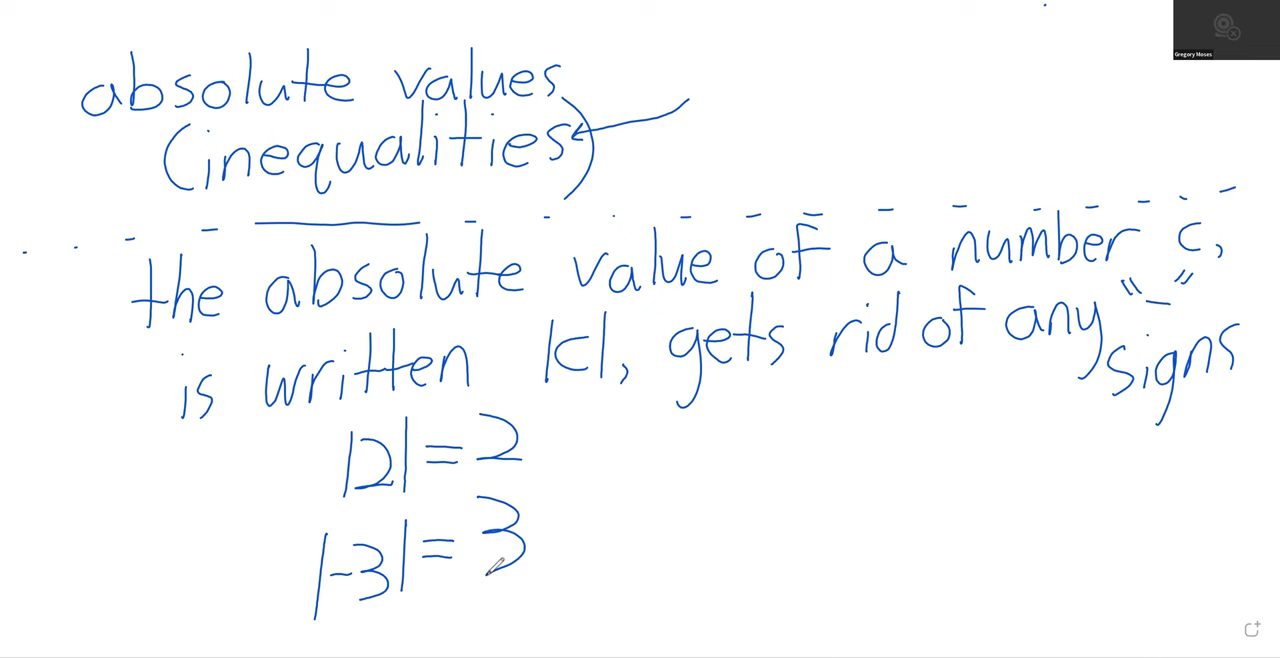 Gregory Moses
absolute values
(inequalities)
the absolute value of a number c,
is written |c|, gets rid of any "-"
signs
|2| = 2
|-3| = 3